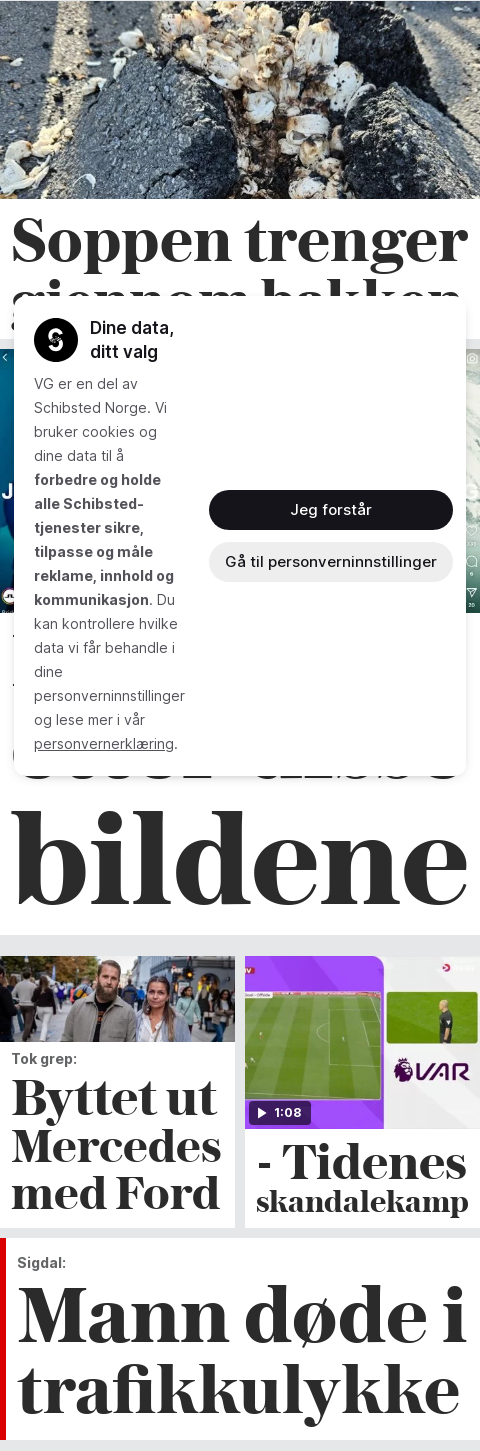 Soppen trenger
gjennom bakken
Dine data,
ditt valg
VG er en del av
Schibsted Norge. Vi
bruker cookies og
dine data til å
forbedre og holde
alle Schibsted-
tjenester sikre,
tilpasse og måle
reklame, innhold og
kommunikasjon. Du
kan kontrollere hvilke
data vi får behandle i
dine
personverninnstillinger
og lese mer i vår
personvernerklæring.
Jeg forstår
Gå til personverninnstillinger
bildene
Tok grep:
Byttet ut
Mercedes
med Ford
VAR
1:08
- Tidenes
skandalekamp
Sigdal:
Mann døde i
trafikkulykke